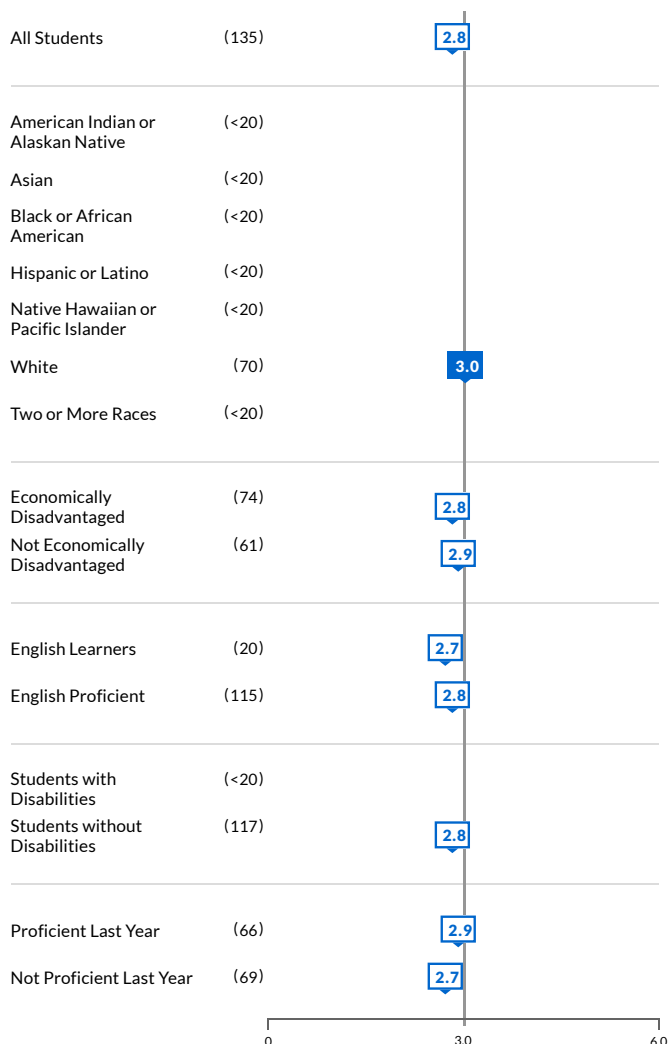 All Students (135) 2.8
American Indian or (<20)
Alaskan Native
Asian (<20)
Black or African (<20)
American
Hispanic or Latino (<20)
Native Hawaiian or (<20)
Pacific Islander
White (70) 3.0
Two or More Races (<20)
Economically (74) 2.8
Disadvantaged
Not Economically (61) 2.9
Disadvantaged
English Learners (20) 2.7
English Proficient (115) 2.8
Students with (<20)
Disabilities
Students without (117) 2.8
Disabilities
Proficient Last Year (66) 2.9
Not Proficient Last Year (69) 2.7
0 3.0 6.0